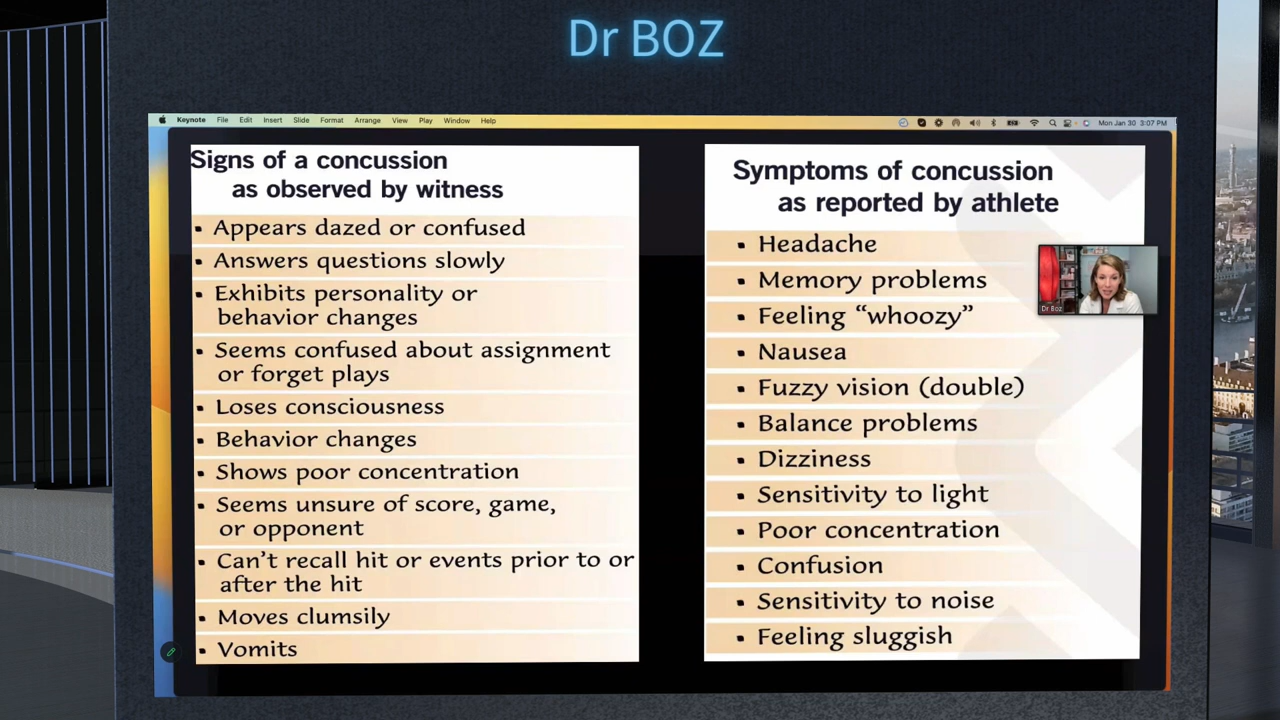 Dr BOZ
Keynote File Edit Insert Slide Format Arrange View Play Window Help
Mon Jan 30 3:07 PM
Signs of a concussion
as observed by witness
• Appears dazed or confused
• Answers questions slowly
• Exhibits personality or
behavior changes
• Seems confused about assignment
or forget plays
• Loses consciousness
• Behavior changes
• Shows poor concentration
• Seems unsure of score, game,
or opponent
• Can’t recall hit or events prior to or
after the hit
• Moves clumsily
• Vomits
Symptoms of concussion
as reported by athlete
• Headache
• Memory problems
• Feeling “whoozy”
• Nausea
• Fuzzy vision (double)
• Balance problems
• Dizziness
• Sensitivity to light
• Poor concentration
• Confusion
• Sensitivity to noise
• Feeling sluggish
Dr Boz